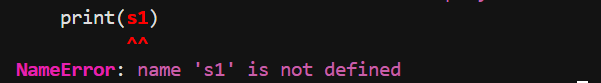 print(s1)
^^
NameError: name 's1' is not defined